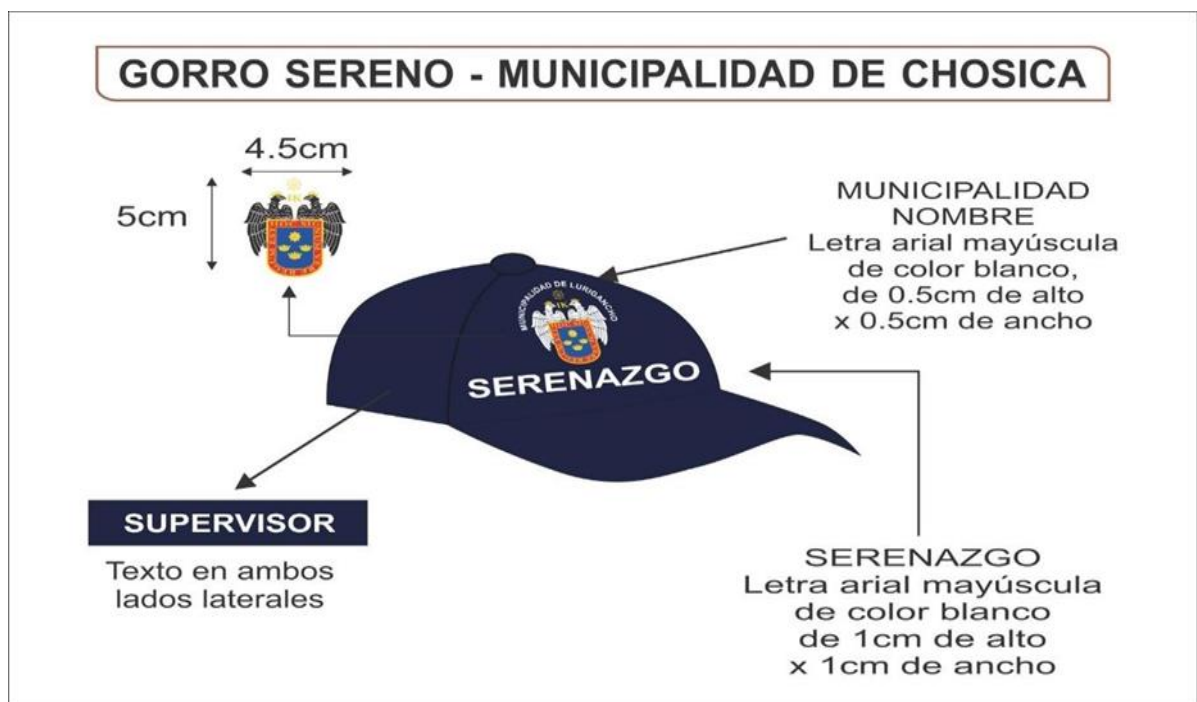 GORRO SERENO - MUNICIPALIDAD DE CHOSICA
4.5cm
5cm
MUNICIPALIDAD
NOMBRE
Letra arial mayúscula
de color blanco,
de 0.5cm de alto
x 0.5cm de ancho
MUNICIPALIDAD DE LURIGANCHO
SERENAZGO
SUPERVISOR
Texto en ambos
lados laterales
SERENAZGO
Letra arial mayúscula
de color blanco
de 1cm de alto
x 1cm de ancho